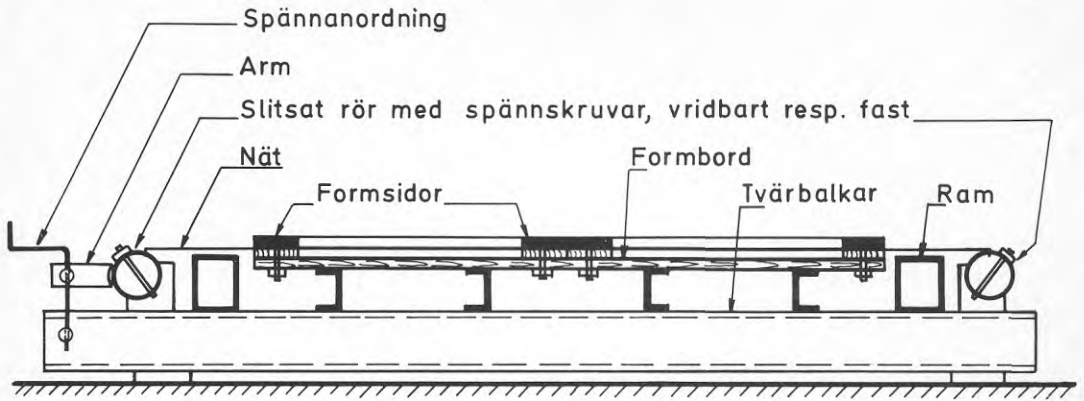 Spännanordning
Arm
Slitsat rör med spännskruvar, vridbart resp. fast
Nät
Formbord
Formsidor
Tvärbalkar
Ram